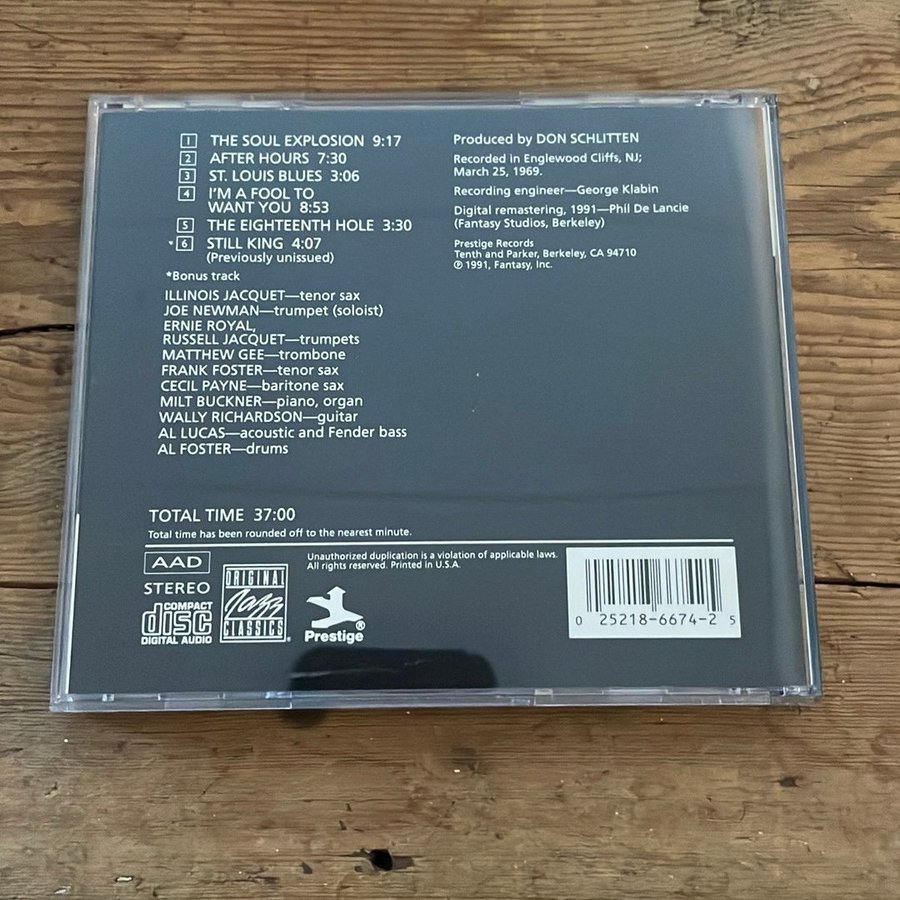 1 THE SOUL EXPLOSION 9:17
2 AFTER HOURS 7:30
3 ST. LOUIS BLUES 3:06
4 I'M A FOOL TO
WANT YOU 8:53
5 THE EIGHTEENTH HOLE 3:30
*6 STILL KING 4:07
(Previously unissued)
*Bonus track
ILLINOIS JACQUET—tenor sax
JOE NEWMAN—trumpet (soloist)
ERNIE ROYAL,
RUSSELL JACQUET—trumpets
MATTHEW GEE—trombone
FRANK FOSTER—tenor sax
CECIL PAYNE—baritone sax
MILT BUCKNER—piano, organ
WALLY RICHARDSON—guitar
AL LUCAS—acoustic and Fender bass
AL FOSTER—drums
Produced by DON SCHLITTEN
Recorded in Englewood Cliffs, NJ;
March 25, 1969.
Recording engineer—George Klabin
Digital remastering, 1991—Phil De Lancie
(Fantasy Studios, Berkeley)
Prestige Records
Tenth and Parker, Berkeley, CA 94710
℗ 1991, Fantasy, Inc.
TOTAL TIME 37:00
Total time has been rounded off to the nearest minute.
AAD
STEREO
COMPACT
disc
DIGITAL AUDIO
ORIGINAL
Jazz
CLASSICS®
Prestige®
Unauthorized duplication is a violation of applicable laws.
All rights reserved. Printed in U.S.A.
0 25218-6674-2 5